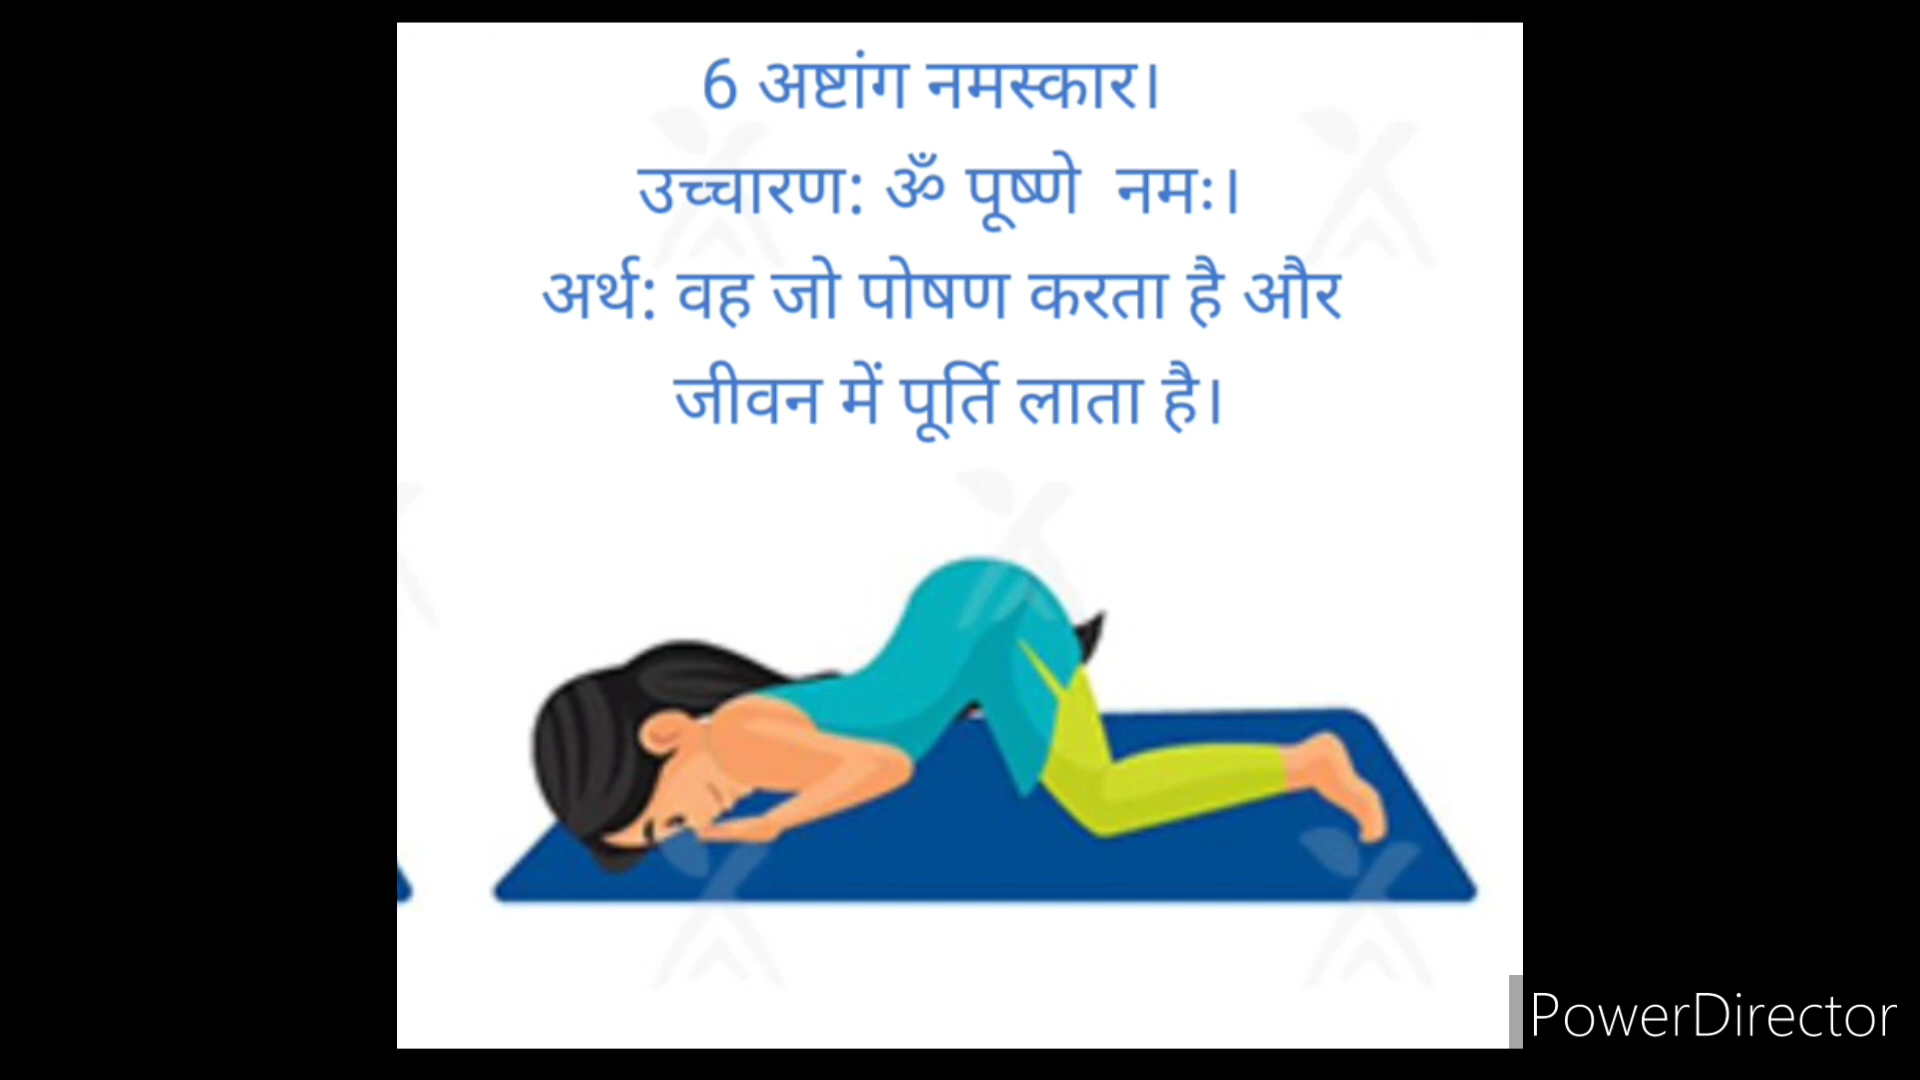 6 अष्टांग नमस्कार।
उच्चारण: ॐ पूष्णे नमः।
अर्थ: वह जो पोषण करता है और
जीवन में पूर्ति लाता है।
PowerDirector